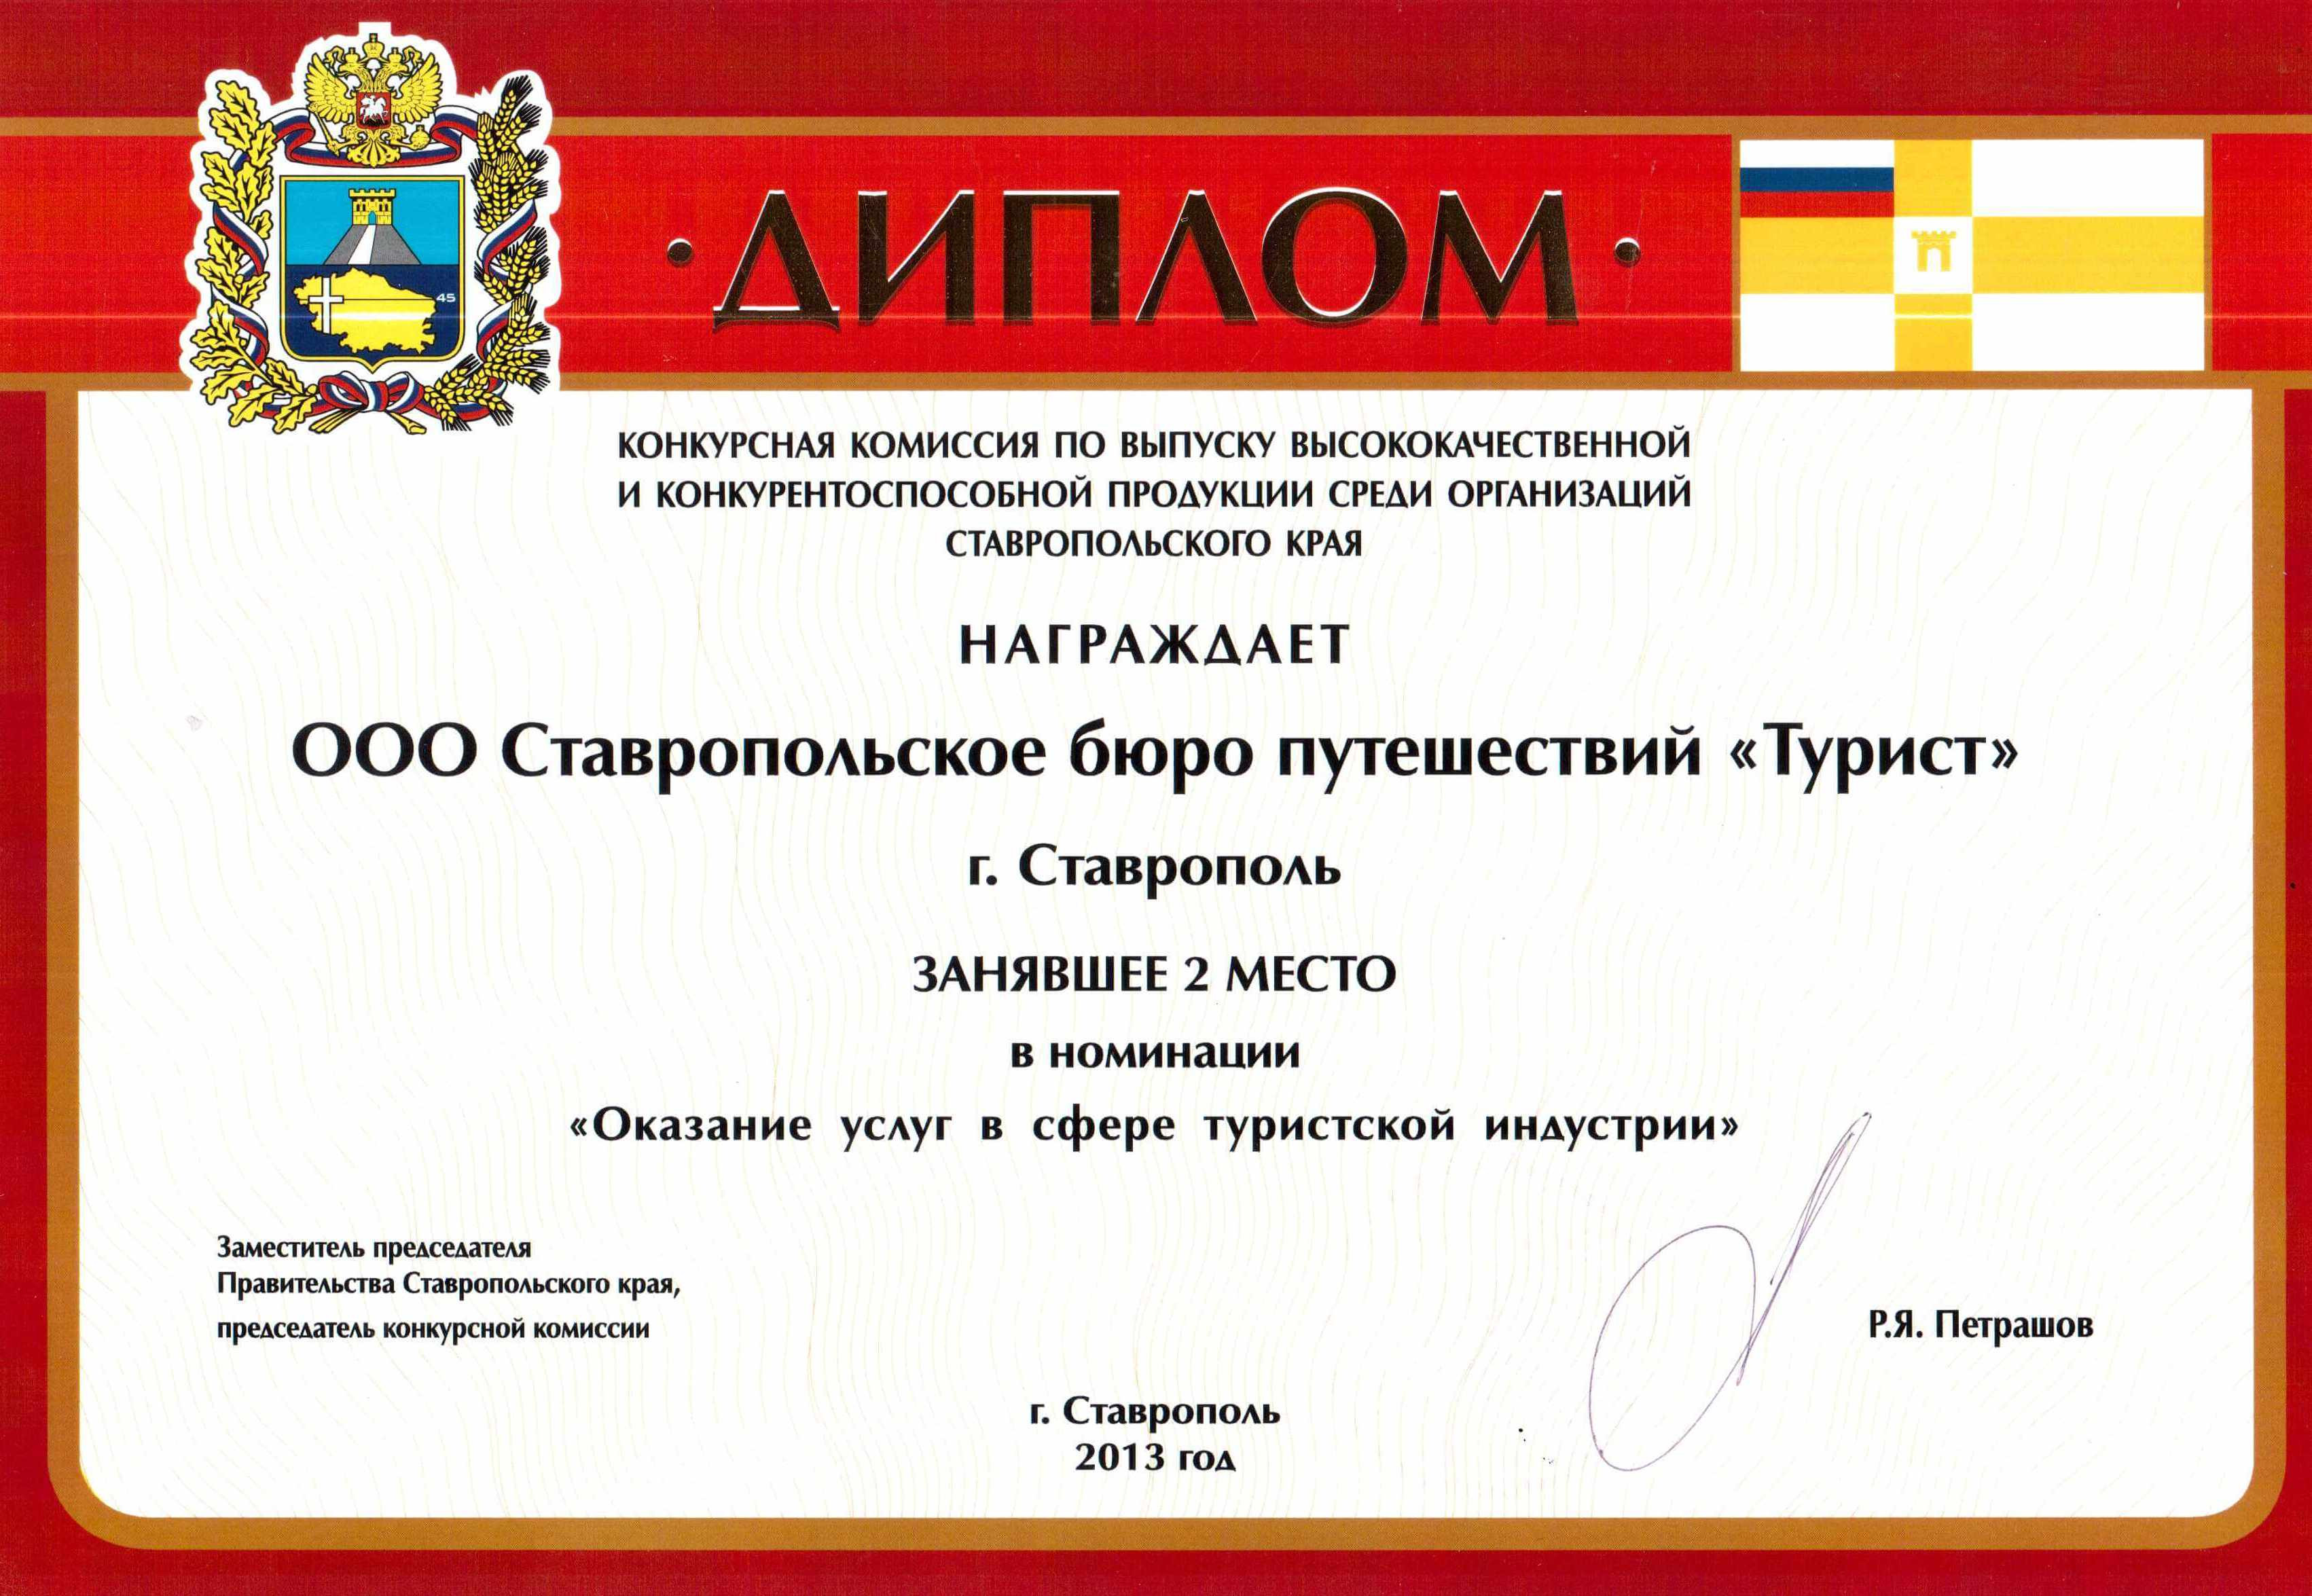 45
· ДИПЛОМ ·
КОНКУРСНАЯ КОМИССИЯ ПО ВЫПУСКУ ВЫСОКОКАЧЕСТВЕННОЙ
И КОНКУРЕНТОСПОСОБНОЙ ПРОДУКЦИИ СРЕДИ ОРГАНИЗАЦИЙ
СТАВРОПОЛЬСКОГО КРАЯ
НАГРАЖДАЕТ
ООО Ставропольское бюро путешествий «Турист»
г. Ставрополь
ЗАНЯВШЕЕ 2 МЕСТО
в номинации
«Оказание услуг в сфере туристской индустрии»
Заместитель председателя
Правительства Ставропольского края,
председатель конкурсной комиссии
Р.Я. Петрашов
г. Ставрополь
2013 год